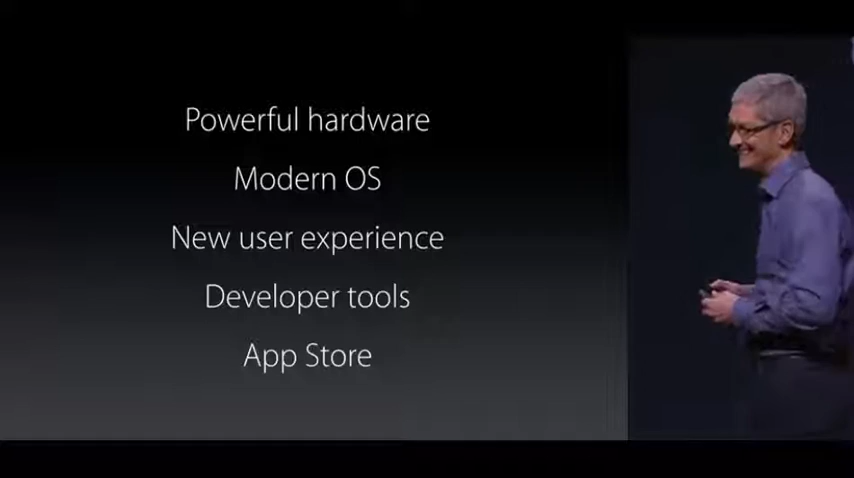 Powerful hardware
Modern OS
New user experience
Developer tools
App Store